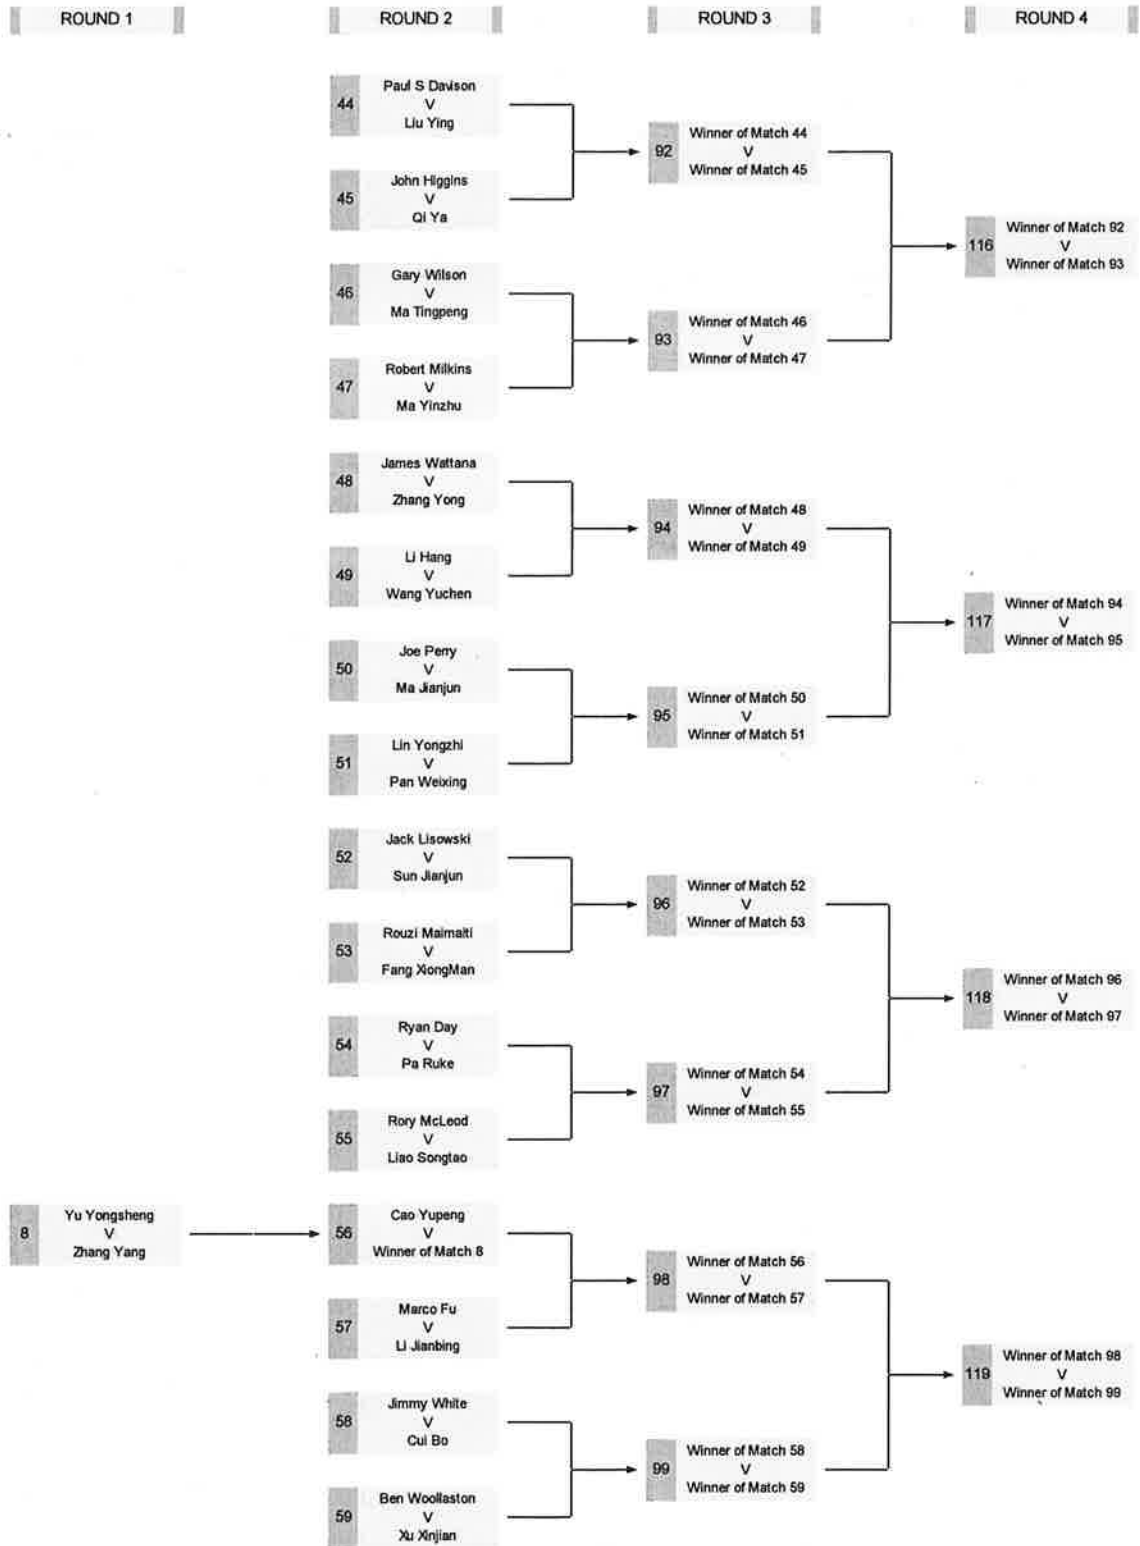 ROUND 1
ROUND 2
ROUND 3
ROUND 4
44
Paul S Davison
V
Liu Ying
45
John Higgins
V
Qi Ya
46
Gary Wilson
V
Ma Tingpeng
47
Robert Milkins
V
Ma Yinzhu
48
James Wattana
V
Zhang Yong
49
Li Hang
V
Wang Yuchen
50
Joe Perry
V
Ma Jianjun
51
Lin Yongzhi
V
Pan Weixing
52
Jack Lisowski
V
Sun Jianjun
53
Rouzi Maimaiti
V
Fang XiongMan
54
Ryan Day
V
Pa Ruke
55
Rory McLeod
V
Liao Songtao
8
Yu Yongsheng
V
Zhang Yang
56
Cao Yupeng
V
Winner of Match 8
57
Marco Fu
V
Li Jianbing
58
Jimmy White
V
Cui Bo
59
Ben Woollaston
V
Xu Xinjian
92
Winner of Match 44
V
Winner of Match 45
93
Winner of Match 46
V
Winner of Match 47
94
Winner of Match 48
V
Winner of Match 49
95
Winner of Match 50
V
Winner of Match 51
96
Winner of Match 52
V
Winner of Match 53
97
Winner of Match 54
V
Winner of Match 55
98
Winner of Match 56
V
Winner of Match 57
99
Winner of Match 58
V
Winner of Match 59
116
Winner of Match 92
V
Winner of Match 93
117
Winner of Match 94
V
Winner of Match 95
118
Winner of Match 96
V
Winner of Match 97
119
Winner of Match 98
V
Winner of Match 99